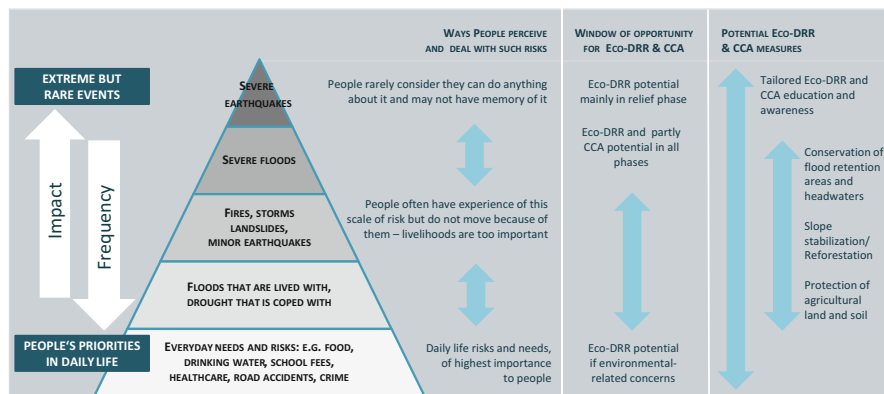 WAYS PEOPLE PERCEIVE
AND DEAL WITH SUCH RISKS
WINDOW OF OPPORTUNITY
FOR ECO-DRR & CCA
POTENTIAL ECO-DRR
& CCA MEASURES
EXTREME BUT
RARE EVENTS
Impact
Frequency
PEOPLE'S PRIORITIES
IN DAILY LIFE
SEVERE
EARTHQUAKES
SEVERE FLOODS
FIRES, STORMS
LANDSLIDES,
MINOR EARTHQUAKES
FLOODS THAT ARE LIVED WITH,
DROUGHT THAT IS COPED WITH
EVERYDAY NEEDS AND RISKS: E.G. FOOD,
DRINKING WATER, SCHOOL FEES,
HEALTHCARE, ROAD ACCIDENTS, CRIME
People rarely consider they can do anything
about it and may not have memory of it
People often have experience of this
scale of risk but do not move because of
them – livelihoods are too important
Daily life risks and needs,
of highest importance
to people
Eco-DRR potential
mainly in relief phase
Eco-DRR and partly
CCA potential in all
phases
Eco-DRR potential
if environmental-
related concerns
Tailored Eco-DRR and
CCA education and
awareness
Conservation of
flood retention
areas and
headwaters
Slope
stabilization/
Reforestation
Protection of
agricultural
land and soil